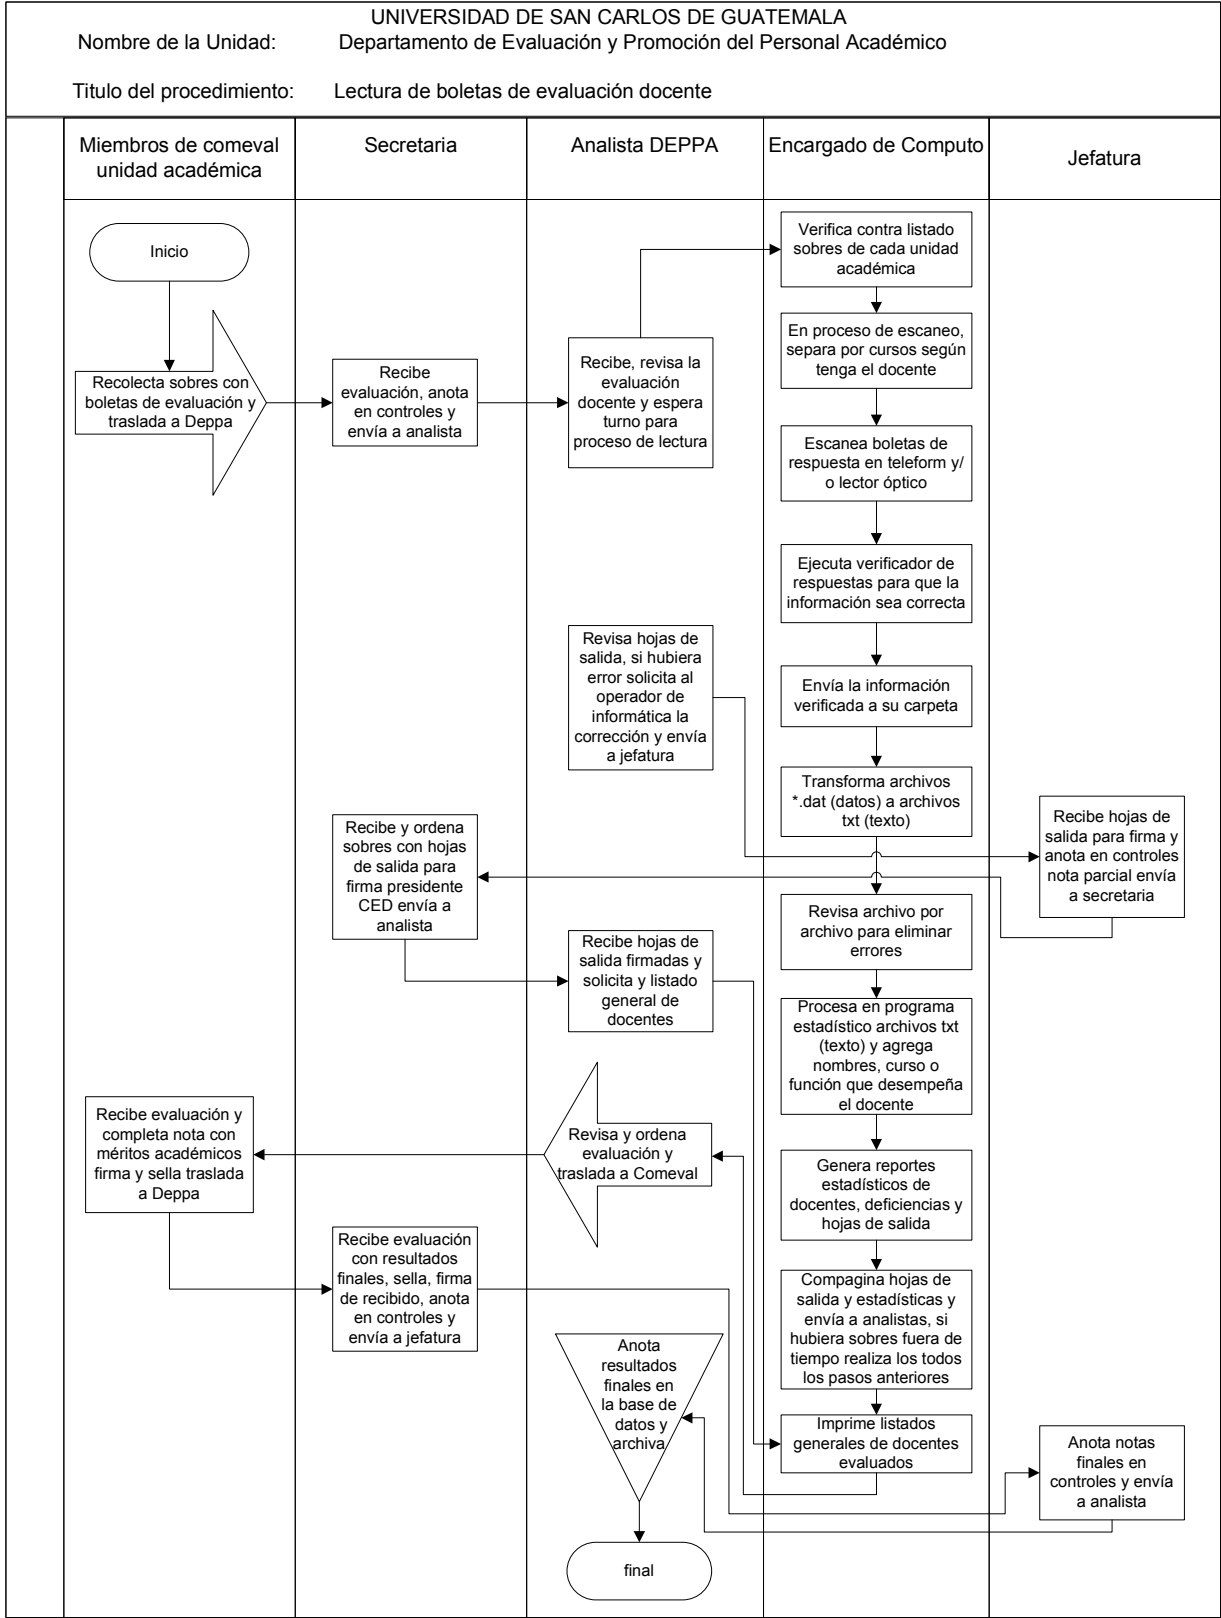 UNIVERSIDAD DE SAN CARLOS DE GUATEMALA
Nombre de la Unidad: Departamento de Evaluación y Promoción del Personal Académico
Titulo del procedimiento: Lectura de boletas de evaluación docente
Miembros de comeval
unidad académica
Secretaria
Analista DEPPA
Encargado de Computo
Jefatura
Inicio
Recolecta sobres con
boletas de evaluación y
traslada a Deppa
Recibe
evaluación, anota
en controles y
envía a analista
Recibe, revisa la
evaluación
docente y espera
turno para
proceso de lectura
Verifica contra listado
sobres de cada unidad
académica
En proceso de escaneo,
separa por cursos según
tenga el docente
Escanea boletas de
respuesta en teleform y/
o lector óptico
Ejecuta verificador de
respuestas para que la
información sea correcta
Envía la información
verificada a su carpeta
Transforma archivos
*.dat (datos) a archivos
txt (texto)
Revisa archivo por
archivo para eliminar
errores
Procesa en programa
estadístico archivos txt
(texto) y agrega
nombres, curso o
función que desempeña
el docente
Genera reportes
estadísticos de
docentes, deficiencias y
hojas de salida
Compagina hojas de
salida y estadísticas y
envía a analistas, si
hubiera sobres fuera de
tiempo realiza los todos
los pasos anteriores
Revisa hojas de
salida, si hubiera
error solicita al
operador de
informática la
corrección y envía
a jefatura
Recibe hojas de
salida para firma y
anota en controles
nota parcial envía
a secretaria
Recibe y ordena
sobres con hojas
de salida para
firma presidente
CED envía a
analista
Recibe hojas de
salida firmadas y
solicita y listado
general de
docentes
Imprime listados
generales de docentes
evaluados
Revisa y ordena
evaluación y
traslada a Comeval
Recibe evaluación y
completa nota con
méritos académicos
firma y sella traslada
a Deppa
Recibe evaluación
con resultados
finales, sella, firma
de recibido, anota
en controles y
envía a jefatura
Anota notas
finales en
controles y envía
a analista
Anota
resultados
finales en
la base de
datos y
archiva
final